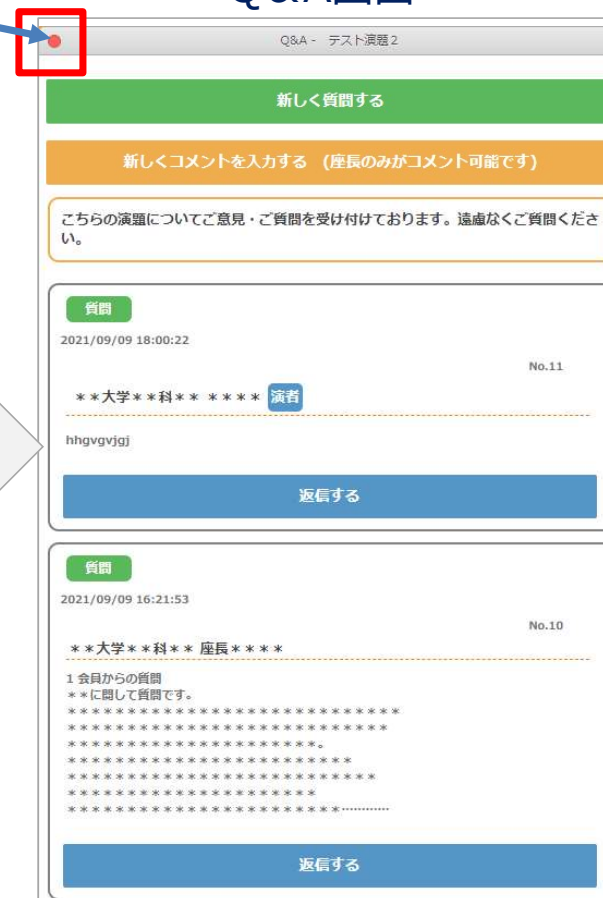 Q&A画面
Q&A - テスト演題2
新しく質問する
新しくコメントを入力する (座長のみがコメント可能です)
こちらの演題についてご意見・ご質問を受け付けております。遠慮なくご質問くださ
い。
質問
2021/09/09 18:00:22
No.11
**大学**科** **** 演者
hhgvgvjgj
返信する
質問
2021/09/09 16:21:53
No.10
**大学**科** 座長****
1 会員からの質問
**に関して質問です。
****************************
***************************
*********************。
************************
**************************
*********************
***********************…………
返信する